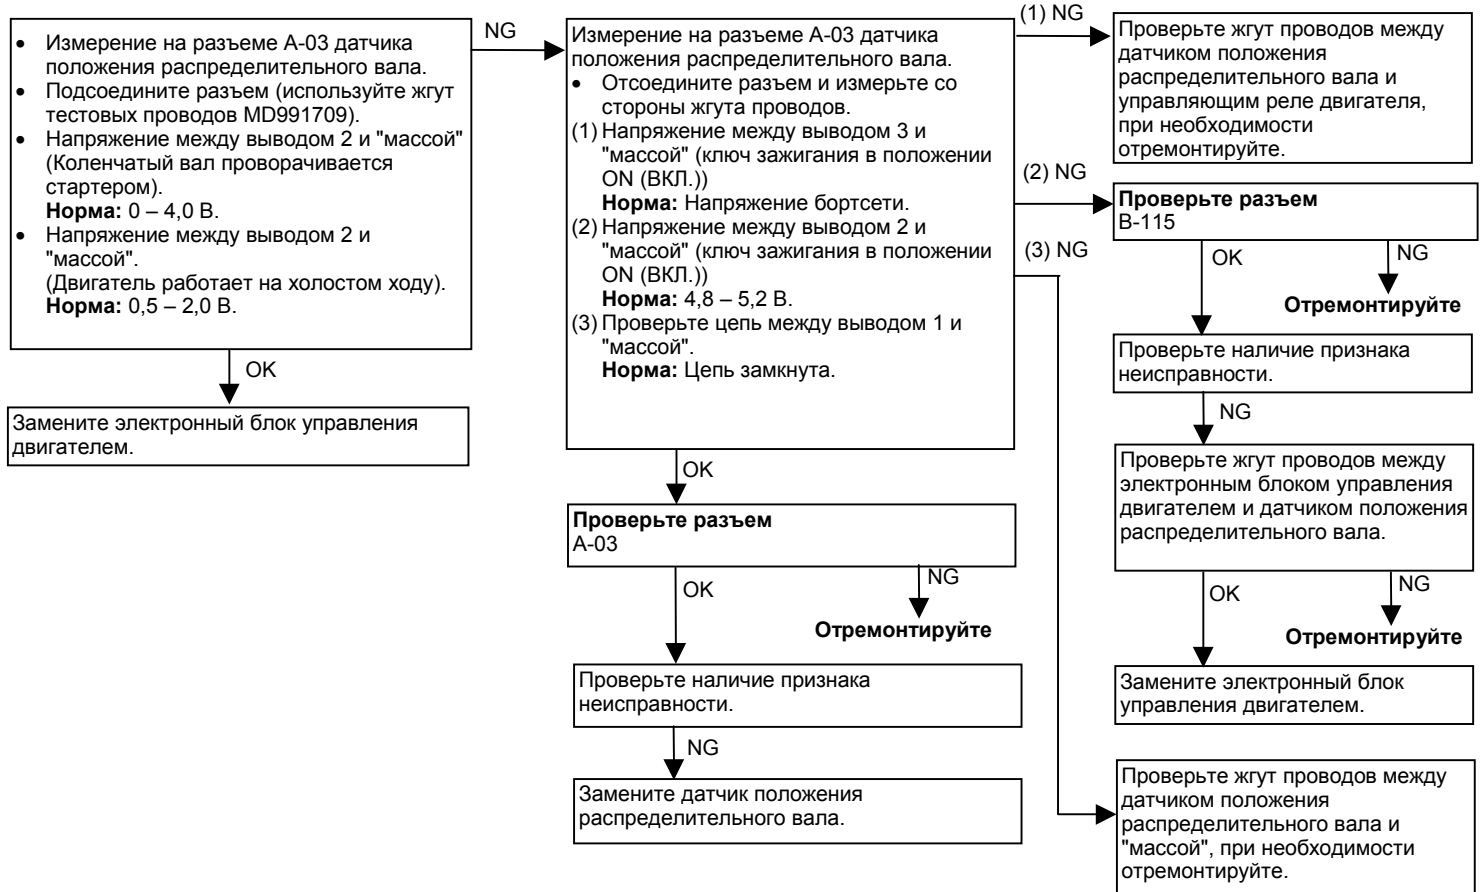 • Измерение на разъеме А-03 датчика
положения распределительного вала.
• Подсоедините разъем (используйте жгут
тестовых проводов MD991709).
• Напряжение между выводом 2 и "массой"
(Коленчатый вал проворачивается
стартером).
Норма: 0 – 4,0 В.
• Напряжение между выводом 2 и
"массой".
(Двигатель работает на холостом ходу).
Норма: 0,5 – 2,0 В.
OK
Замените электронный блок управления
двигателем.
NG
Измерение на разъеме А-03 датчика
положения распределительного вала.
• Отсоедините разъем и измерьте со
стороны жгута проводов.
(1) Напряжение между выводом 3 и
"массой" (ключ зажигания в положении
ON (ВКЛ.))
Норма: Напряжение бортсети.
(2) Напряжение между выводом 2 и
"массой" (ключ зажигания в положении
ON (ВКЛ.))
Норма: 4,8 – 5,2 В.
(3) Проверьте цепь между выводом 1 и
"массой".
Норма: Цепь замкнута.
OK
Проверьте разъем
А-03
OK
NG
Отремонтируйте
Проверьте наличие признака
неисправности.
NG
Замените датчик положения
распределительного вала.
(1) NG
Проверьте жгут проводов между
датчиком положения
распределительного вала и
управляющим реле двигателя,
при необходимости
отремонтируйте.
(2) NG
Проверьте разъем
В-115
OK
NG
Отремонтируйте
Проверьте наличие признака
неисправности.
NG
Проверьте жгут проводов между
электронным блоком управления
двигателем и датчиком положения
распределительного вала.
OK
NG
Отремонтируйте
Замените электронный блок
управления двигателем.
(3) NG
Проверьте жгут проводов между
датчиком положения
распределительного вала и
"массой", при необходимости
отремонтируйте.